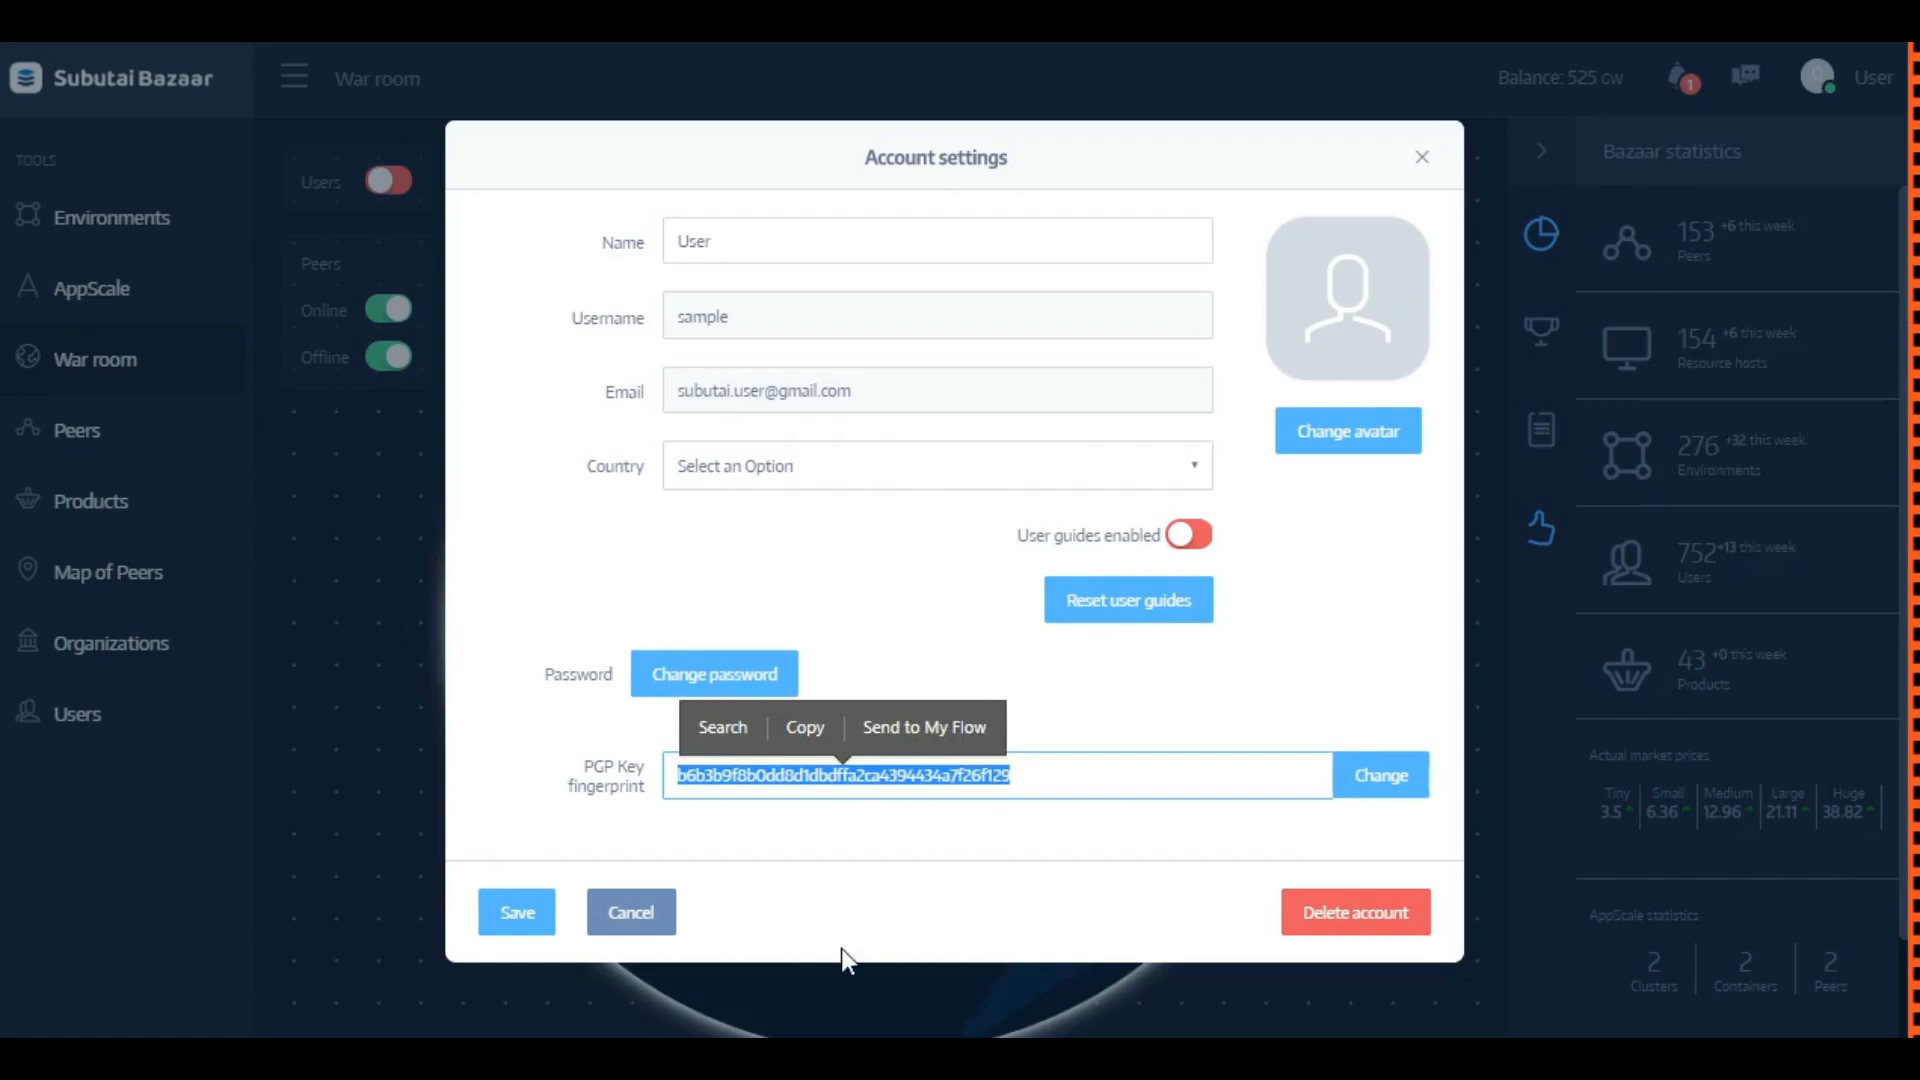 Subutai Bazaar
War room
Balance: 525 GW
1
User
TOOLS
Environments
AppScale
War room
Peers
Products
Map of Peers
Organizations
Users
Users
Peers
Online
Offline
Account settings
Name
User
Username
sample
Email
subutai.user@gmail.com
Country
Select an Option
Change avatar
User guides enabled
Reset user guides
Password
Change password
Search
Copy
Send to My Flow
PGP Key
fingerprint
b6b3b9f8b0dd8d1dbdffa2ca4394434a7f26f129
Change
Save
Cancel
Delete account
Bazaar statistics
153 +6 this week
Peers
154 +6 this week
Resource hosts
276 +32 this week
Environments
752 +13 this week
Users
43 +0 this week
Products
Actual market prices
Tiny Small Medium Large Huge
3.5 6.36 12.96 21.11 38.82
AppScale statistics
2 2 2
Clusters Containers Peers